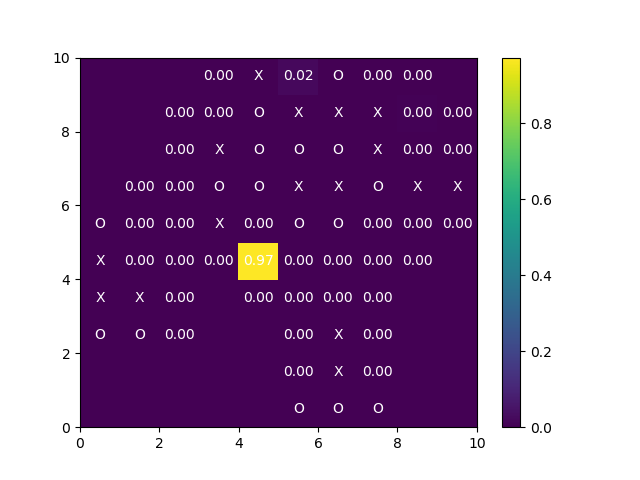 10
0.00 X 0.02 O 0.00 0.00
0.00 0.00 O X X X 0.00 0.00
8
0.8
0.00 X O O O X 0.00 0.00
0.00 0.00 O O X X O X X
0.6
6
O 0.00 0.00 X 0.00 O O 0.00 0.00 0.00
X 0.00 0.00 0.00 0.97 0.00 0.00 0.00 0.00
0.4
4
X X 0.00 0.00 0.00 0.00 0.00
O O 0.00 0.00 X 0.00
2
0.2
0.00 X 0.00
O O O
0
0.0
0 2 4 6 8 10